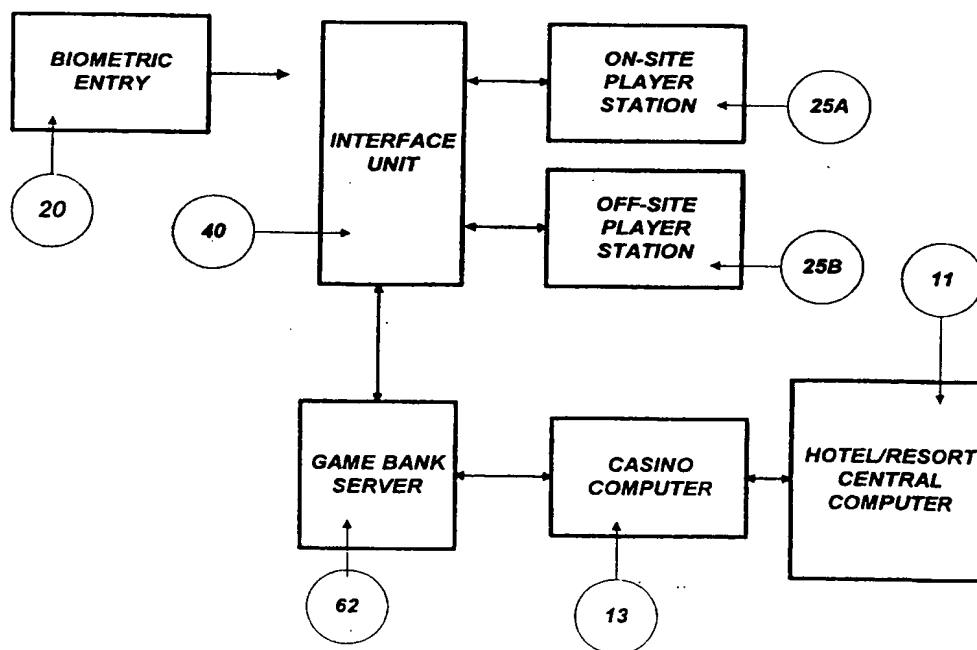 BIOMETRIC
ENTRY
20
INTERFACE
UNIT
40
ON-SITE
PLAYER
STATION
25A
OFF-SITE
PLAYER
STATION
25B
11
GAME BANK
SERVER
62
CASINO
COMPUTER
13
HOTEL/RESORT
CENTRAL
COMPUTER